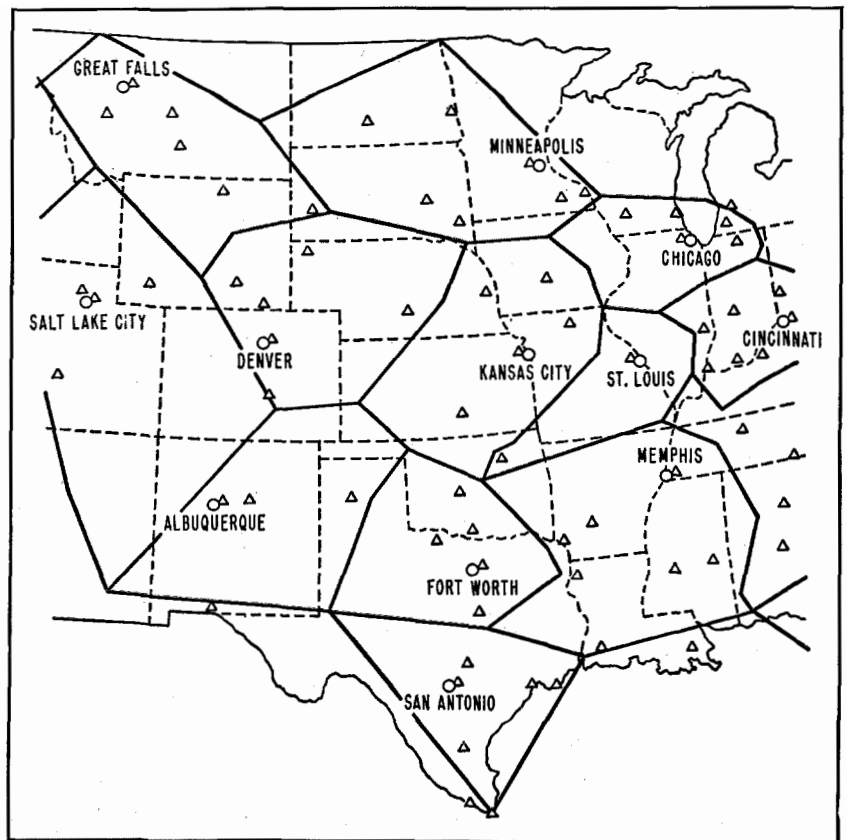 GREAT FALLS
MINNEAPOLIS
CHICAGO
SALT LAKE CITY
CINCINNATI
DENVER
KANSAS CITY
ST. LOUIS
MEMPHIS
ALBUQUERQUE
FORT WORTH
SAN ANTONIO